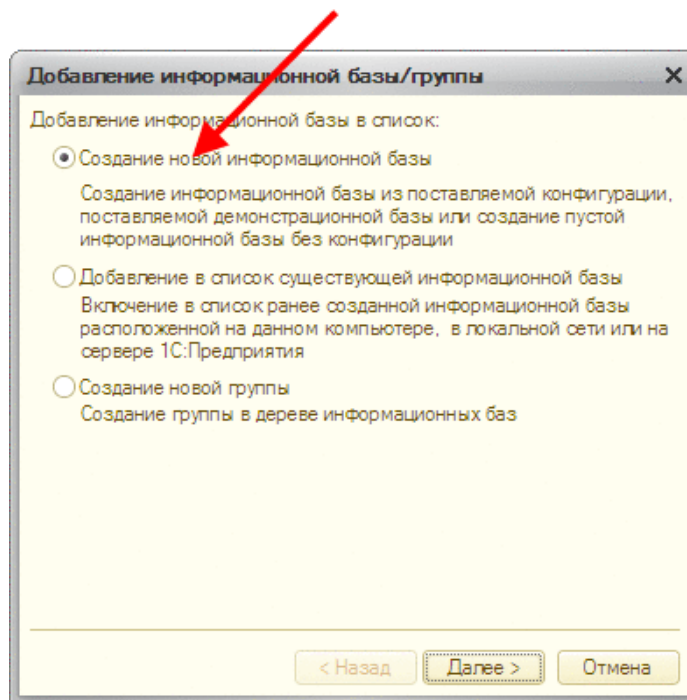 Добавление информационной базы/группы
Добавление информационной базы в список:
Создание новой информационной базы
Создание информационной базы из поставляемой конфигурации,
поставляемой демонстрационной базы или создание пустой
информационной базы без конфигурации
Добавление в список существующей информационной базы
Включение в список ранее созданной информационной базы
расположенной на данном компьютере, в локальной сети или на
сервере 1С:Предприятия
Создание новой группы
Создание группы в дереве информационных баз
< Назад
Далее >
Отмена